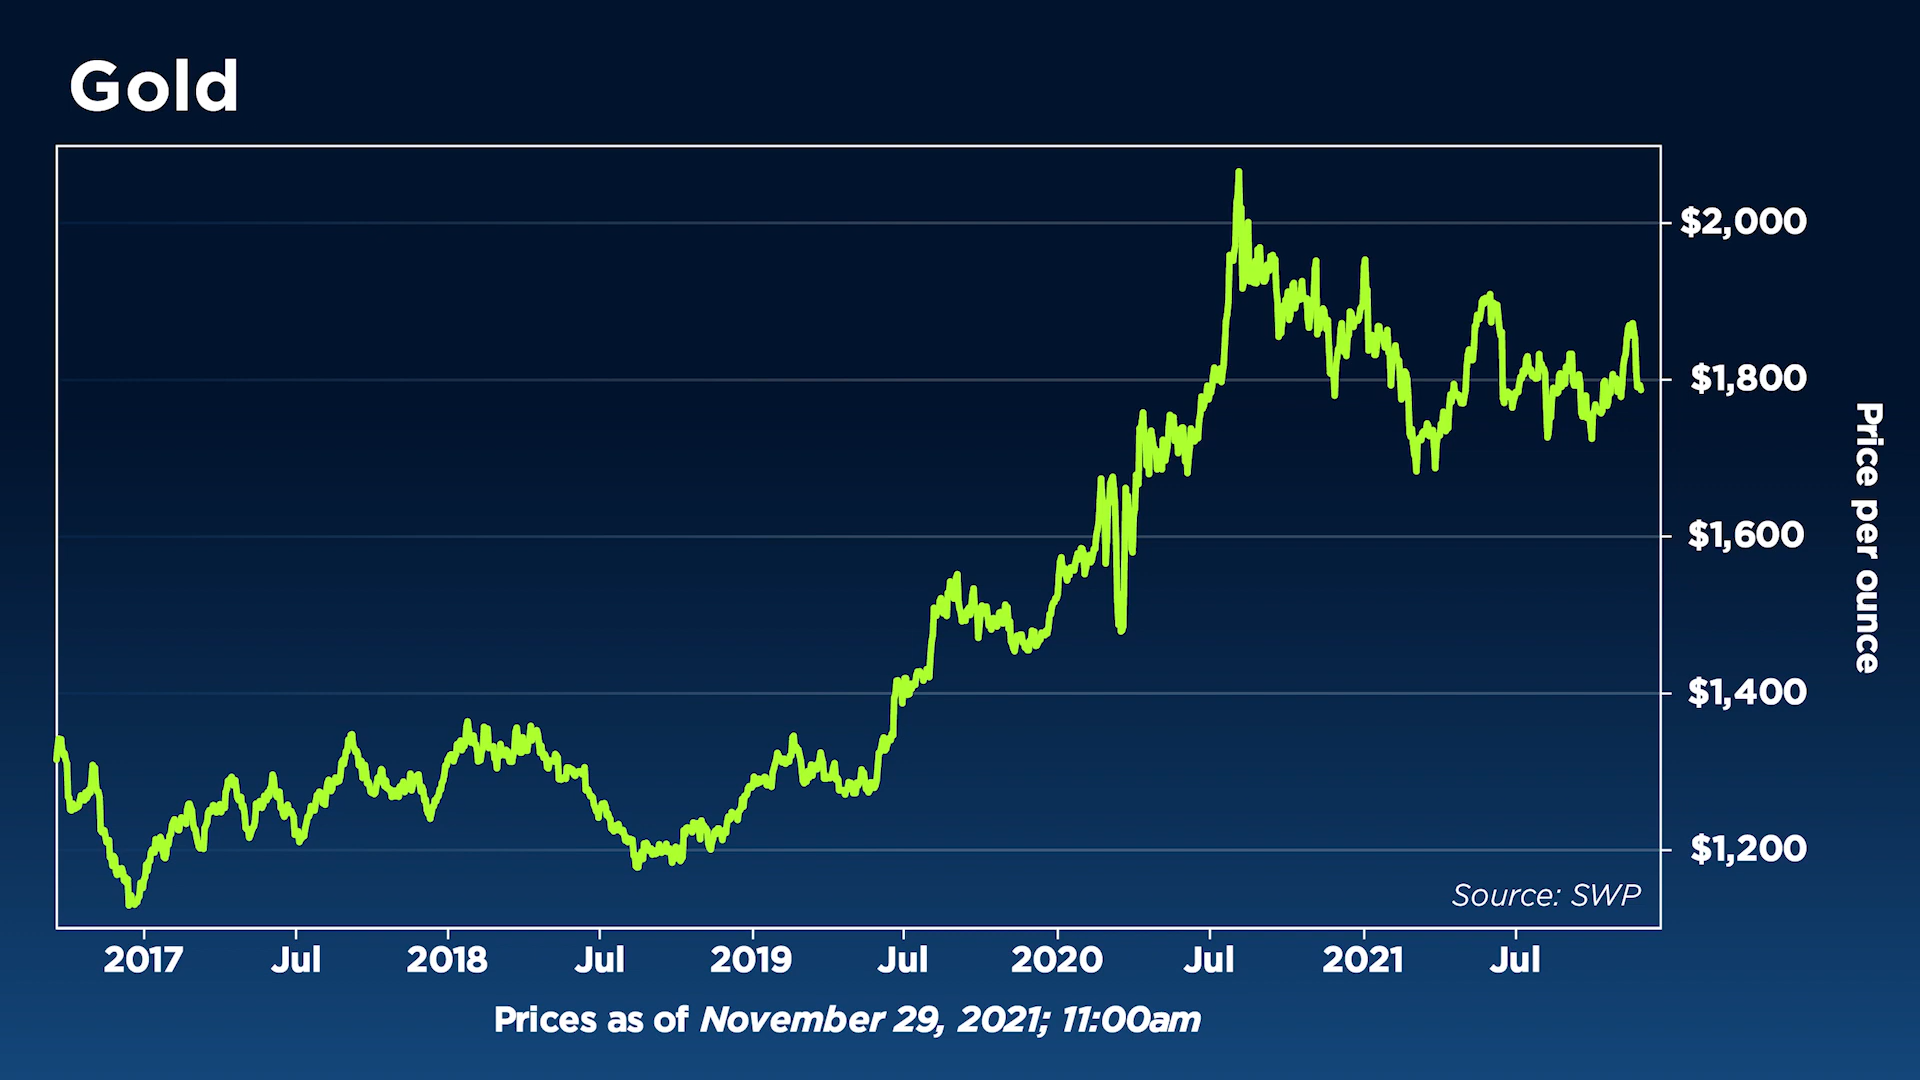 Gold
$2,000
$1,800
$1,600
$1,400
$1,200
Price per ounce
Source: SWP
2017 Jul 2018 Jul 2019 Jul 2020 Jul 2021 Jul
Prices as of November 29, 2021; 11:00am